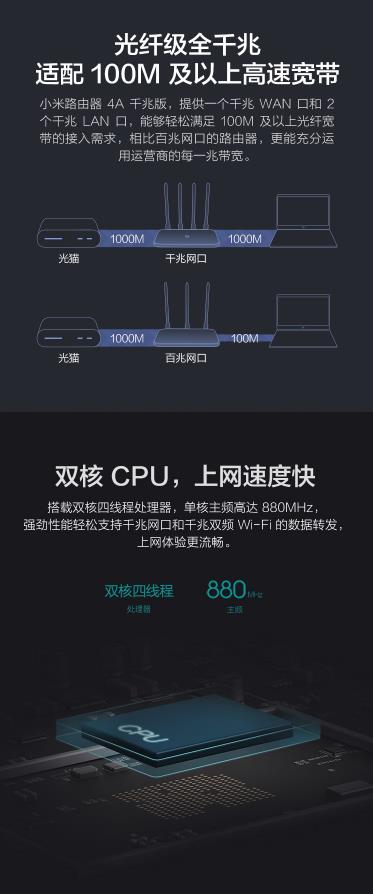 光纤级全千兆
适配 100M 及以上高速宽带
小米路由器 4A 千兆版，提供一个千兆 WAN 口和 2
个千兆 LAN 口，能够轻松满足 100M 及以上光纤宽
带的接入需求，相比百兆网口的路由器，更能充分运
用运营商的每一兆带宽。
1000M 1000M
光猫 千兆网口
1000M 100M
光猫 百兆网口
双核 CPU，上网速度快
搭载双核四线程处理器，单核主频高达 880MHz，
强劲性能轻松支持千兆网口和千兆双频 Wi-Fi 的数据转发，
上网体验更流畅。
双核四线程 880MHz
处理器 主频
CPU